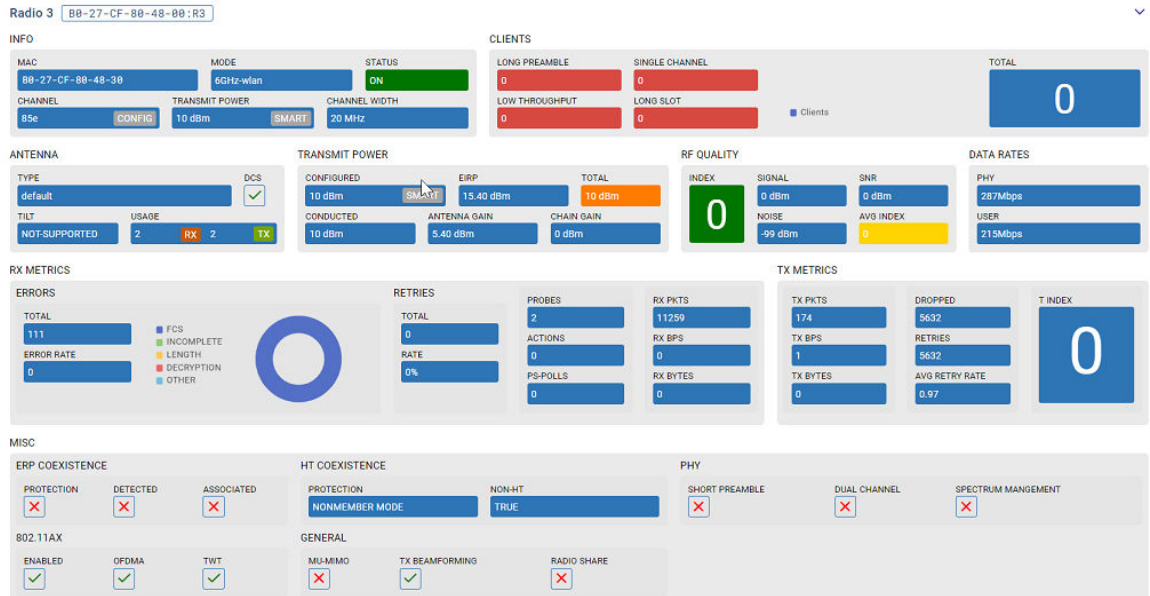 Radio 3 B0-27-CF-80-48-00:R3
INFO
MAC MODE STATUS
B0-27-CF-80-48-30 6GHz-wlan ON
CHANNEL TRANSMIT POWER CHANNEL WIDTH
85e CONFIG 10 dBm SMART 20 MHz
CLIENTS
LONG PREAMBLE SINGLE CHANNEL TOTAL
0 0 0
LOW THROUGHPUT LONG SLOT
0 0
Clients
ANTENNA
TYPE DCS
default
TILT USAGE
NOT-SUPPORTED 2 RX 2 TX
TRANSMIT POWER
CONFIGURED EIRP TOTAL
10 dBm SMART 15.40 dBm 10 dBm
CONDUCTED ANTENNA GAIN CHAIN GAIN
10 dBm 5.40 dBm 0 dBm
RF QUALITY
INDEX SIGNAL SNR
0 0 dBm 0 dBm
NOISE AVG INDEX
-99 dBm 0
DATA RATES
PHY
287Mbps
USER
215Mbps
RX METRICS
ERRORS
TOTAL
111
ERROR RATE
0
FCS
INCOMPLETE
LENGTH
DECRYPTION
OTHER
RETRIES
TOTAL
0
RATE
0%
PROBES RX PKTS
2 11259
ACTIONS RX BPS
0 0
PS-POLLS RX BYTES
0 0
TX METRICS
TX PKTS DROPPED T INDEX
174 5632 0
TX BPS RETRIES
1 5632
TX BYTES AVG RETRY RATE
0 0.97
MISC
ERP COEXISTENCE
PROTECTION DETECTED ASSOCIATED
HT COEXISTENCE
PROTECTION NON-HT
NONMEMBER MODE TRUE
PHY
SHORT PREAMBLE DUAL CHANNEL SPECTRUM MANGEMENT
802.11AX
ENABLED OFDMA TWT
GENERAL
MU-MIMO TX BEAMFORMING RADIO SHARE